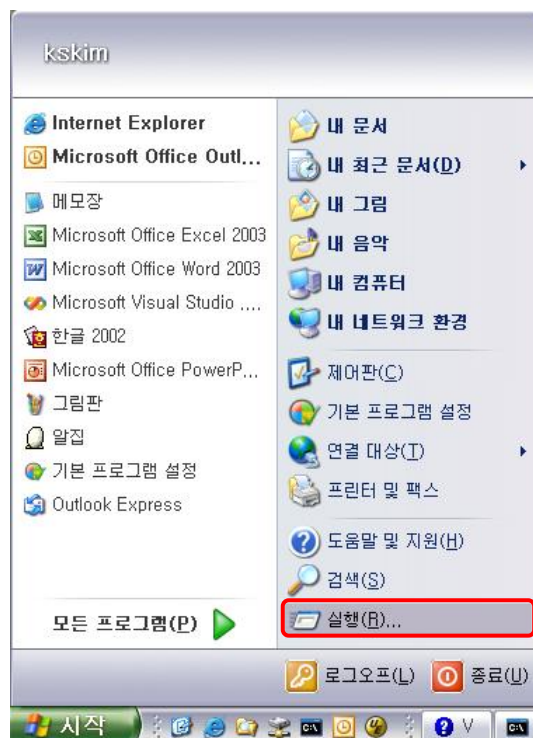 kskim
Internet Explorer
Microsoft Office Outl...
메모장
Microsoft Office Excel 2003
Microsoft Office Word 2003
Microsoft Visual Studio ....
한글 2002
Microsoft Office PowerP...
그림판
알집
기본 프로그램 설정
Outlook Express
모든 프로그램(P)
내 문서
내 최근 문서(D)
내 그림
내 음악
내 컴퓨터
내 네트워크 환경
제어판(C)
기본 프로그램 설정
연결 대상(T)
프린터 및 팩스
도움말 및 지원(H)
검색(S)
실행(R)...
로그오프(L)
종료(U)
시작
V